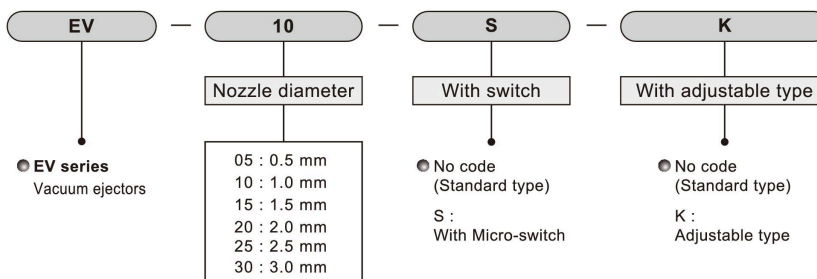 EV — 10 — S — K
Nozzle diameter
With switch
With adjustable type
EV series
Vacuum ejectors
05 : 0.5 mm
10 : 1.0 mm
15 : 1.5 mm
20 : 2.0 mm
25 : 2.5 mm
30 : 3.0 mm
No code
(Standard type)
S :
With Micro-switch
No code
(Standard type)
K :
Adjustable type